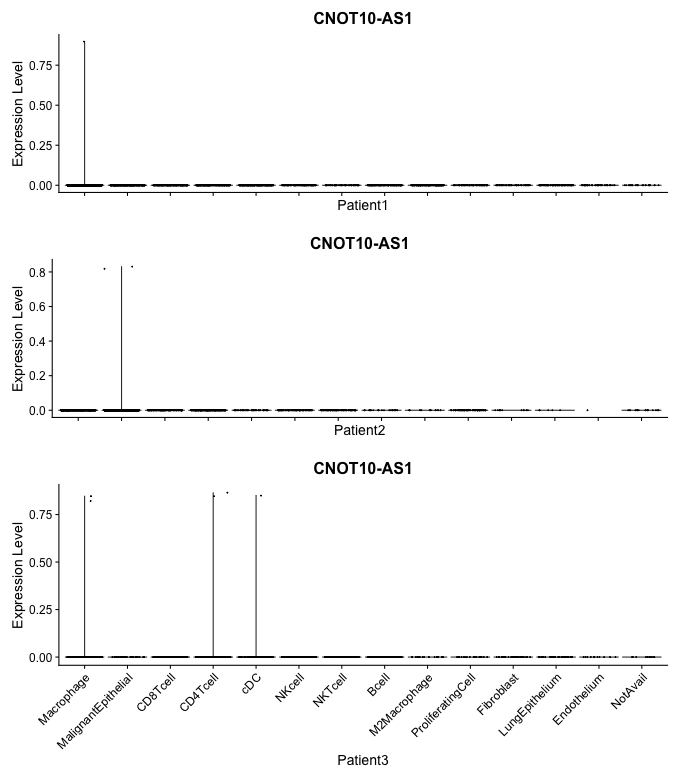 CNOT10-AS1
Expression Level
0.75
0.50
0.25
0.00
Patient1
CNOT10-AS1
Expression Level
0.8
0.6
0.4
0.2
0.0
Patient2
CNOT10-AS1
Expression Level
0.75
0.50
0.25
0.00
Macrophage
MalignantEpithelial
CD8Tcell
CD4Tcell
cDC
NKcell
NKTcell
Bcell
M2Macrophage
ProliferatingCell
Fibroblast
LungEpithelium
Endothelium
NotAvail
Patient3